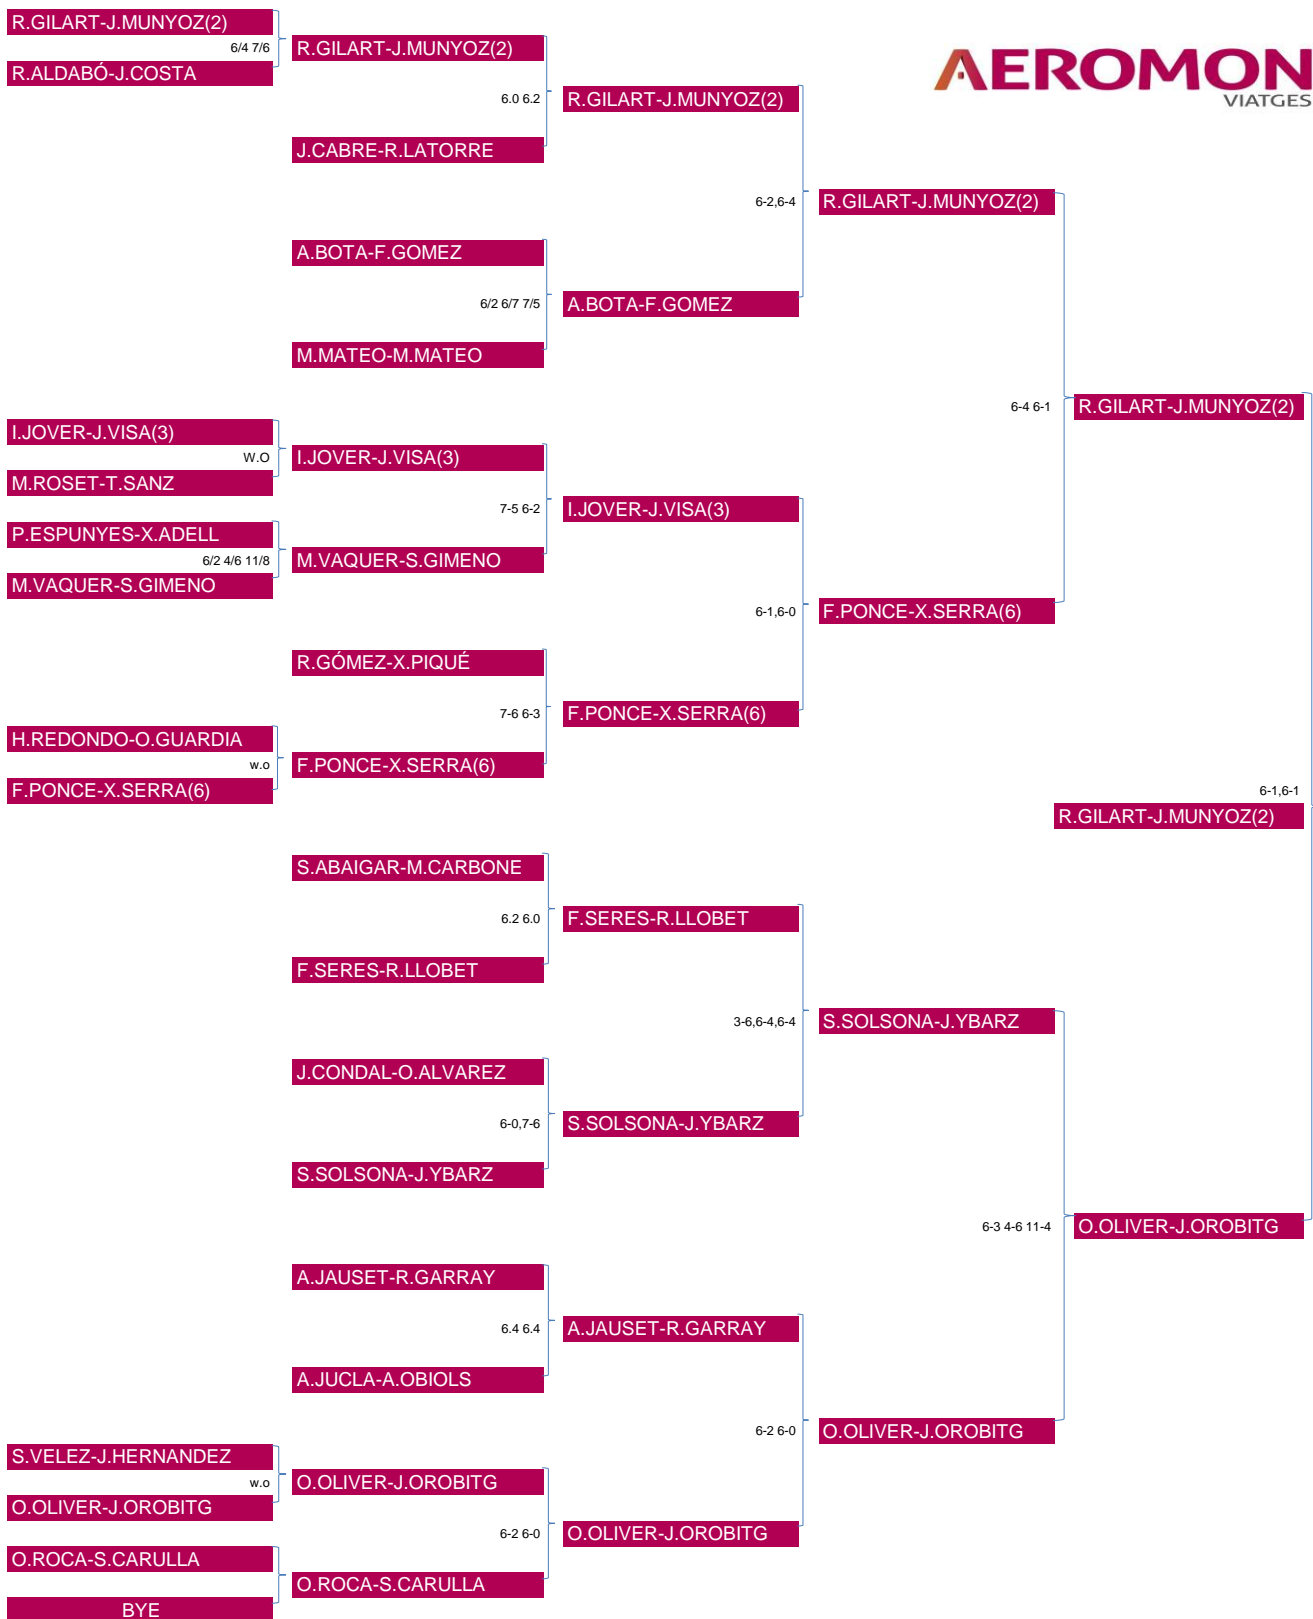 R.GILART-J.MUNYOZ(2)
6/4 7/6
R.ALDABÓ-J.COSTA
R.GILART-J.MUNYOZ(2)
6.0 6.2
J.CABRE-R.LATORRE
R.GILART-J.MUNYOZ(2)
AEROMON
VIATGES
6-2,6-4
R.GILART-J.MUNYOZ(2)
A.BOTA-F.GOMEZ
6/2 6/7 7/5
A.BOTA-F.GOMEZ
M.MATEO-M.MATEO
6-4 6-1
R.GILART-J.MUNYOZ(2)
I.JOVER-J.VISA(3)
W.O
M.ROSET-T.SANZ
I.JOVER-J.VISA(3)
7-5 6-2
I.JOVER-J.VISA(3)
P.ESPUNYES-X.ADELL
6/2 4/6 11/8
M.VAQUER-S.GIMENO
M.VAQUER-S.GIMENO
6-1,6-0
F.PONCE-X.SERRA(6)
R.GÓMEZ-X.PIQUÉ
7-6 6-3
F.PONCE-X.SERRA(6)
H.REDONDO-O.GUARDIA
w.o
F.PONCE-X.SERRA(6)
F.PONCE-X.SERRA(6)
6-1,6-1
R.GILART-J.MUNYOZ(2)
S.ABAIGAR-M.CARBONE
6.2 6.0
F.SERES-R.LLOBET
F.SERES-R.LLOBET
3-6,6-4,6-4
S.SOLSONA-J.YBARZ
J.CONDAL-O.ALVAREZ
6-0,7-6
S.SOLSONA-J.YBARZ
S.SOLSONA-J.YBARZ
6-3 4-6 11-4
O.OLIVER-J.OROBITG
A.JAUSET-R.GARRAY
6.4 6.4
A.JAUSET-R.GARRAY
A.JUCLA-A.OBIOLS
6-2 6-0
O.OLIVER-J.OROBITG
S.VELEZ-J.HERNANDEZ
w.o
O.OLIVER-J.OROBITG
O.OLIVER-J.OROBITG
6-2 6-0
O.OLIVER-J.OROBITG
O.ROCA-S.CARULLA
O.ROCA-S.CARULLA
BYE